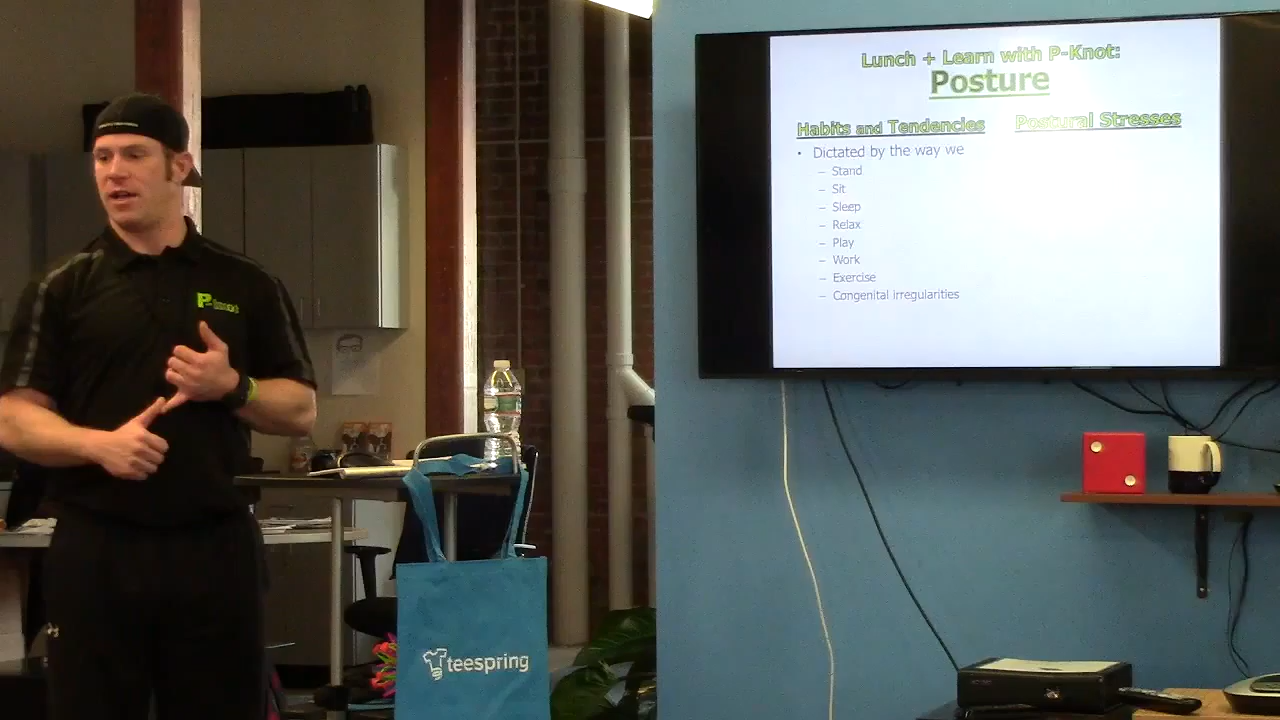 Lunch + Learn with P-Knot:
Posture
Habits and Tendencies
Postural Stresses
• Dictated by the way we
– Stand
– Sit
– Sleep
– Relax
– Play
– Work
– Exercise
– Congenital irregularities
teespring